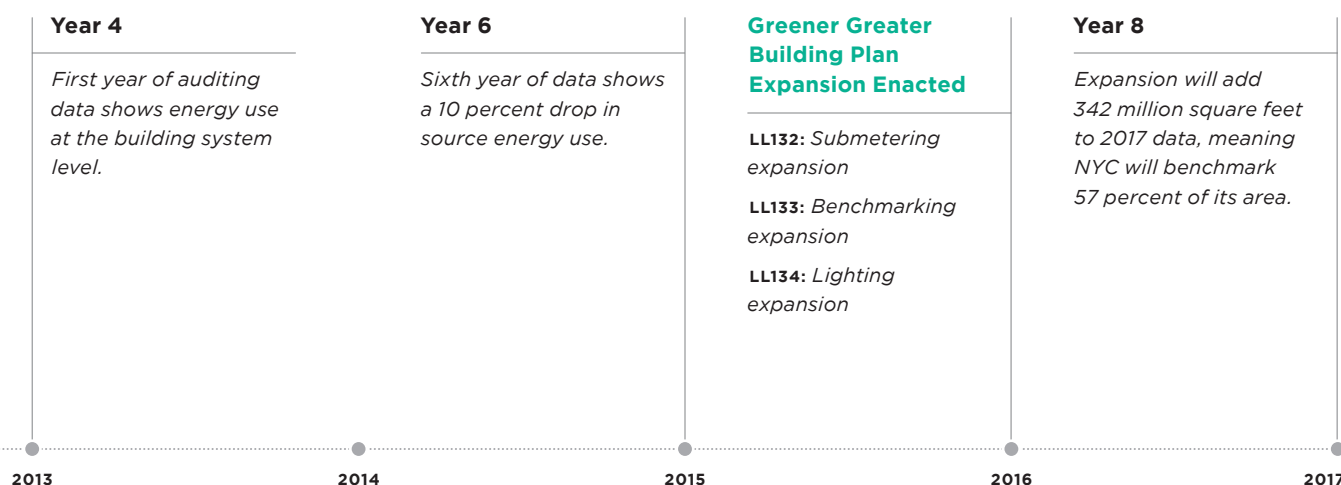 Year 4
First year of auditing
data shows energy use
at the building system
level.
Year 6
Sixth year of data shows
a 10 percent drop in
source energy use.
Greener Greater
Building Plan
Expansion Enacted
LL132: Submetering
expansion
LL133: Benchmarking
expansion
LL134: Lighting
expansion
Year 8
Expansion will add
342 million square feet
to 2017 data, meaning
NYC will benchmark
57 percent of its area.
2013
2014
2015
2016
2017